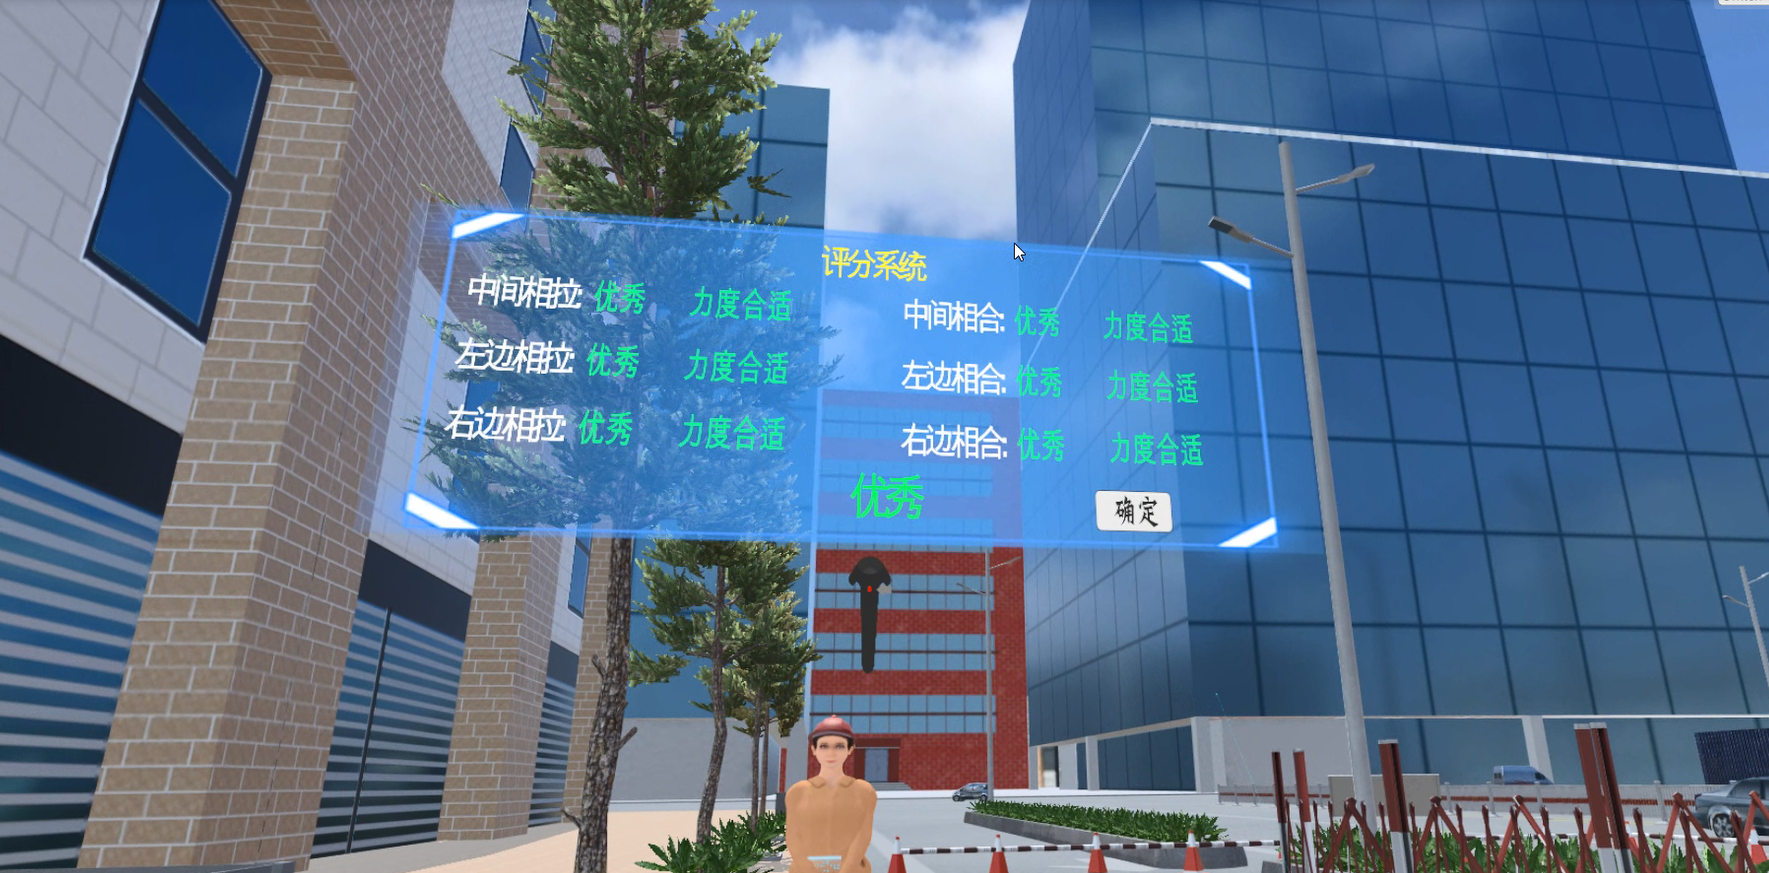 评分系统
中间相拉: 优秀 力度合适
左边相拉: 优秀 力度合适
右边相拉: 优秀 力度合适
中间相合: 优秀 力度合适
左边相合: 优秀 力度合适
右边相合: 优秀 力度合适
优秀
确定